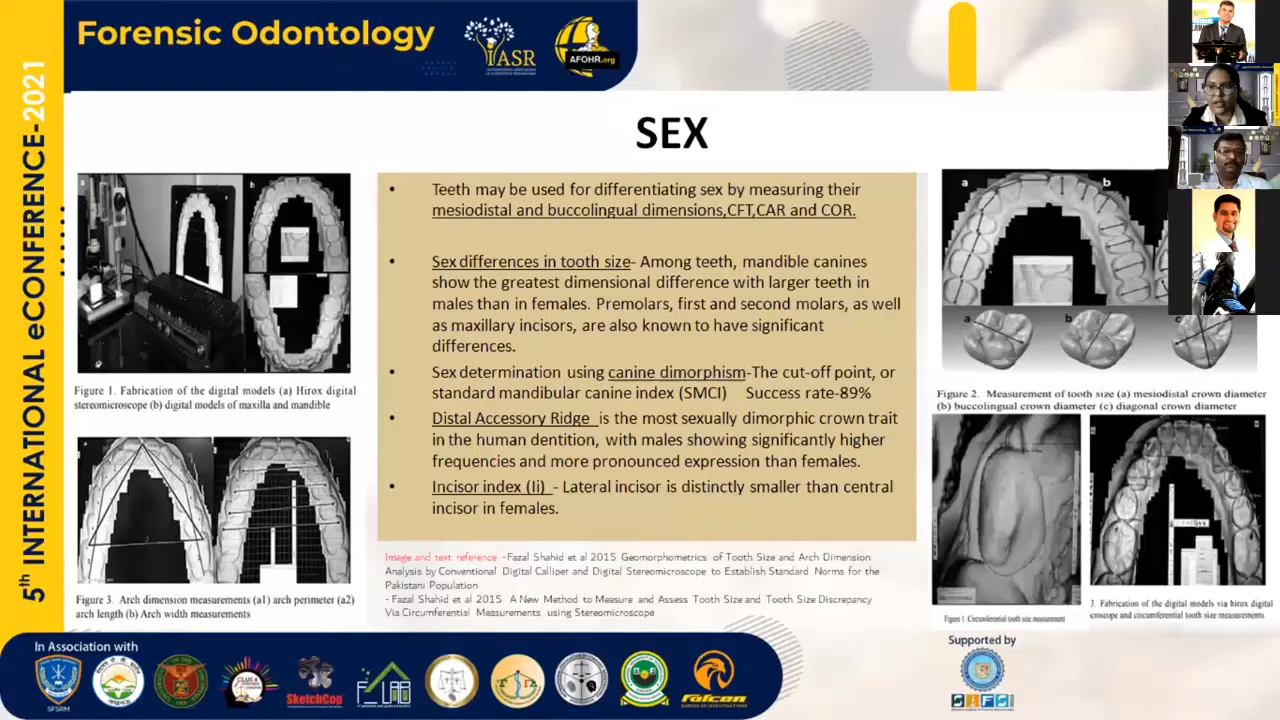 Forensic Odontology
IASR
AFOHR.org
5th INTERNATIONAL eCONFERENCE-2021
SEX
• Teeth may be used for differentiating sex by measuring their
mesiodistal and buccolingual dimensions,CFT,CAR and COR.
• Sex differences in tooth size- Among teeth, mandible canines
show the greatest dimensional difference with larger teeth in
males than in females. Premolars, first and second molars, as well
as maxillary incisors, are also known to have significant
differences.
• Sex determination using canine dimorphism-The cut-off point, or
standard mandibular canine index (SMCI) Success rate-89%
• Distal Accessory Ridge is the most sexually dimorphic crown trait
in the human dentition, with males showing significantly higher
frequencies and more pronounced expression than females.
• Incisor index (Ii) - Lateral incisor is distinctly smaller than central
incisor in females.
Image and text reference -Fazal Shahid et al 2015 Geomorphometrics of Tooth Size and Arch Dimension
Analysis by Conventional Digital Calliper and Digital Stereomicroscope to Establish Standard Norms for the
Pakistani Population
- Fazal Shahid et al 2015 A New Method to Measure and Assess Tooth Size and Tooth Size Discrepancy
Via Circumferential Measurements using Stereomicroscope
b
Figure 1. Fabrication of the digital models (a) Hirox digital
stereomicroscope (b) digital models of maxilla and mandible
Figure 3. Arch dimension measurements (a1) arch perimeter (a2)
arch length (b) Arch width measurements
a b
a b c
Figure 2. Measurement of tooth size (a) mesiodistal crown diameter
(b) buccolingual crown diameter (c) diagonal crown diameter
Figure 1. Circumferential tooth size measurement
3. Fabrication of the digital models via hirox digital
croscope and circumferential tooth size measurements
In Association with
SFSRM
CLUE4
SketchCop
F LAB
Falcon
BUREAU OF INVESTIGATIONS
Supported by
SIFS